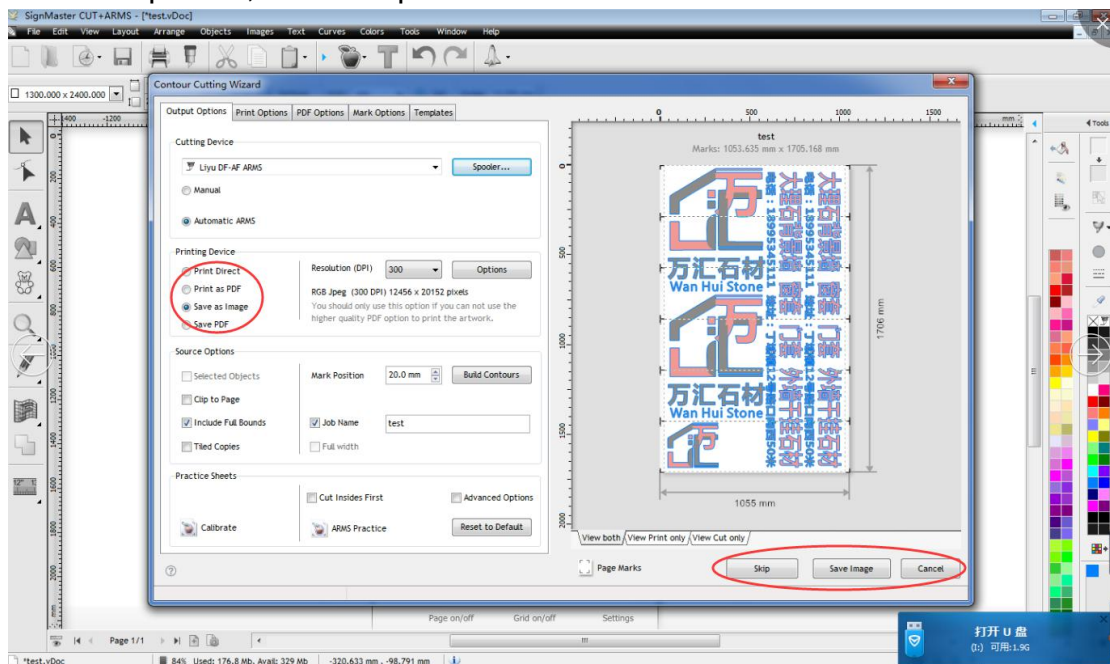 SignMaster CUT+ARMS - [*test.vDoc]
File Edit View Layout Arrange Objects Images Text Curves Colors Tools Window Help
1300.000 x 2400.000
Contour Cutting Wizard
Output Options Print Options PDF Options Mark Options Templates
Cutting Device
Liyu DF-AF ARMS
Spooler...
Manual
Automatic ARMS
Printing Device
Print Direct
Print as PDF
Save as Image
Save PDF
Resolution (DPI) 300 Options
RGB Jpeg (300 DPI) 12456 x 20152 pixels
You should only use this option if you can not use the
higher quality PDF option to print the artwork.
Source Options
Selected Objects
Mark Position 20.0 mm Build Contours
Clip to Page
Include Full Bounds
Job Name test
Tiled Copies
Full width
Practice Sheets
Cut Insides First
Advanced Options
Calibrate
ARMS Practice
Reset to Default
0 500 1000 1500
test
Marks: 1053.635 mm x 1705.168 mm
万汇石材
Wan Hui Stone
万汇石材
Wan Hui Stone
1706 mm
1055 mm
View both View Print only View Cut only
Page Marks
Skip
Save Image
Cancel
Page on/off Grid on/off Settings
Page 1/1
mm
Tools
打开 U 盘
(I:) 可用:1.9G
*test.vDoc
84% Used: 176.8 Mb, Avail: 329 Mb
-320.633 mm, -98.791 mm